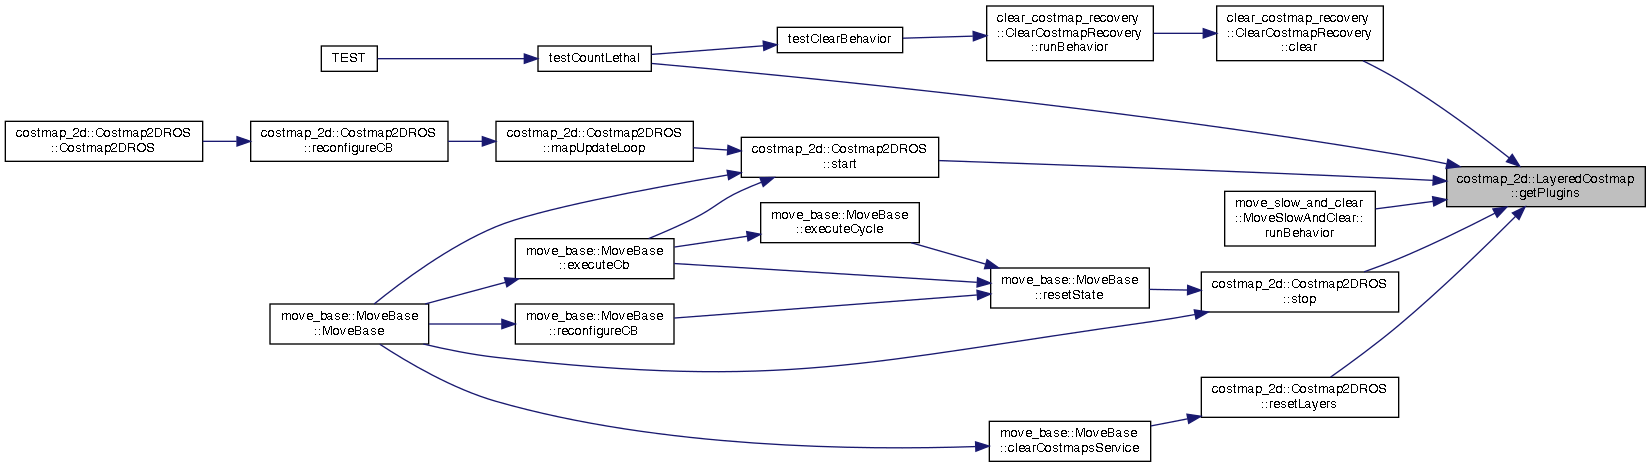 clear_costmap_recovery
::ClearCostmapRecovery
::runBehavior
clear_costmap_recovery
::ClearCostmapRecovery
::clear
testClearBehavior
TEST
testCountLethal
costmap_2d::Costmap2DROS
::Costmap2DROS
costmap_2d::Costmap2DROS
::reconfigureCB
costmap_2d::Costmap2DROS
::mapUpdateLoop
costmap_2d::Costmap2DROS
::start
costmap_2d::LayeredCostmap
::getPlugins
move_slow_and_clear
::MoveSlowAndClear::
runBehavior
move_base::MoveBase
::executeCycle
move_base::MoveBase
::executeCb
move_base::MoveBase
::resetState
costmap_2d::Costmap2DROS
::stop
move_base::MoveBase
::MoveBase
move_base::MoveBase
::reconfigureCB
costmap_2d::Costmap2DROS
::resetLayers
move_base::MoveBase
::clearCostmapsService